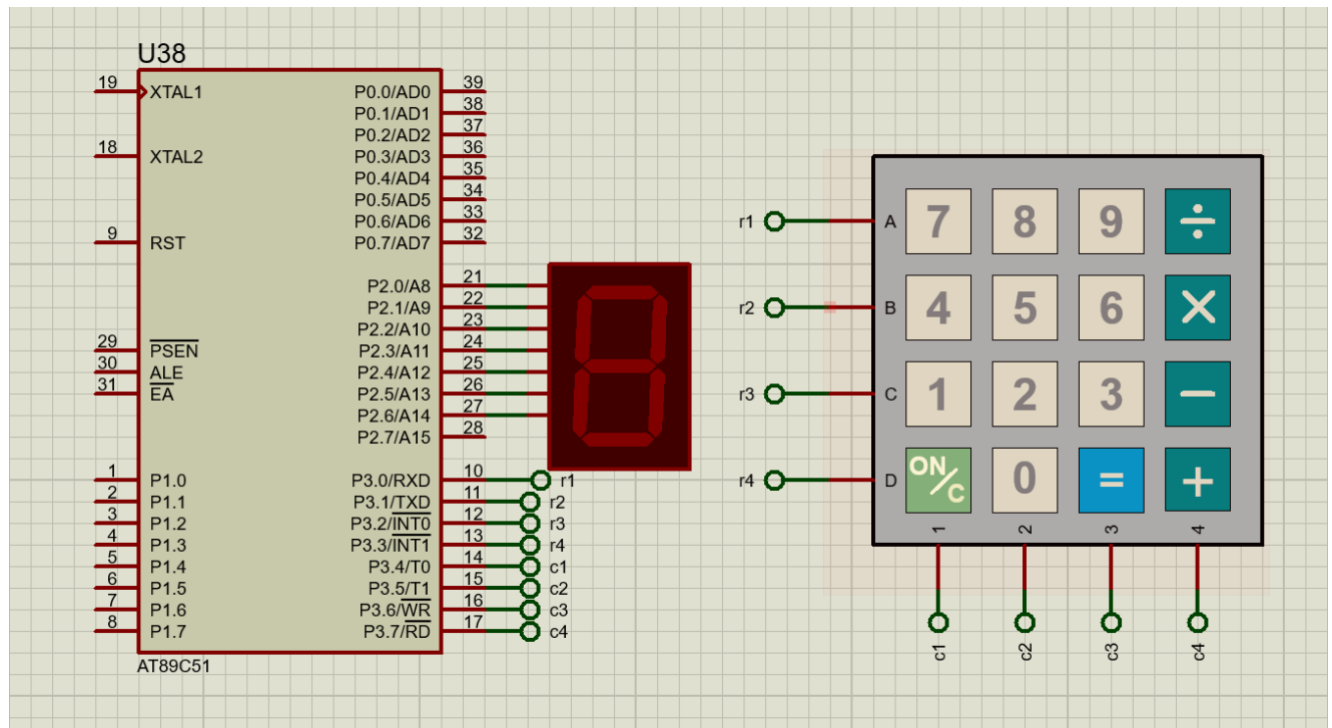 U38
19 XTAL1
18 XTAL2
9 RST
29 PSEN
30 ALE
31 EA
1 P1.0
2 P1.1
3 P1.2
4 P1.3
5 P1.4
6 P1.5
7 P1.6
8 P1.7
P0.0/AD0 39
P0.1/AD1 38
P0.2/AD2 37
P0.3/AD3 36
P0.4/AD4 35
P0.5/AD5 34
P0.6/AD6 33
P0.7/AD7 32
P2.0/A8 21
P2.1/A9 22
P2.2/A10 23
P2.3/A11 24
P2.4/A12 25
P2.5/A13 26
P2.6/A14 27
P2.7/A15 28
P3.0/RXD 10 r1
P3.1/TXD 11 r2
P3.2/INT0 12 r3
P3.3/INT1 13 r4
P3.4/T0 14 c1
P3.5/T1 15 c2
P3.6/WR 16 c3
P3.7/RD 17 c4
AT89C51
r1 A 7 8 9 ÷
r2 B 4 5 6 ×
r3 C 1 2 3 −
r4 D ON/C 0 = +
1 2 3 4
c1 c2 c3 c4